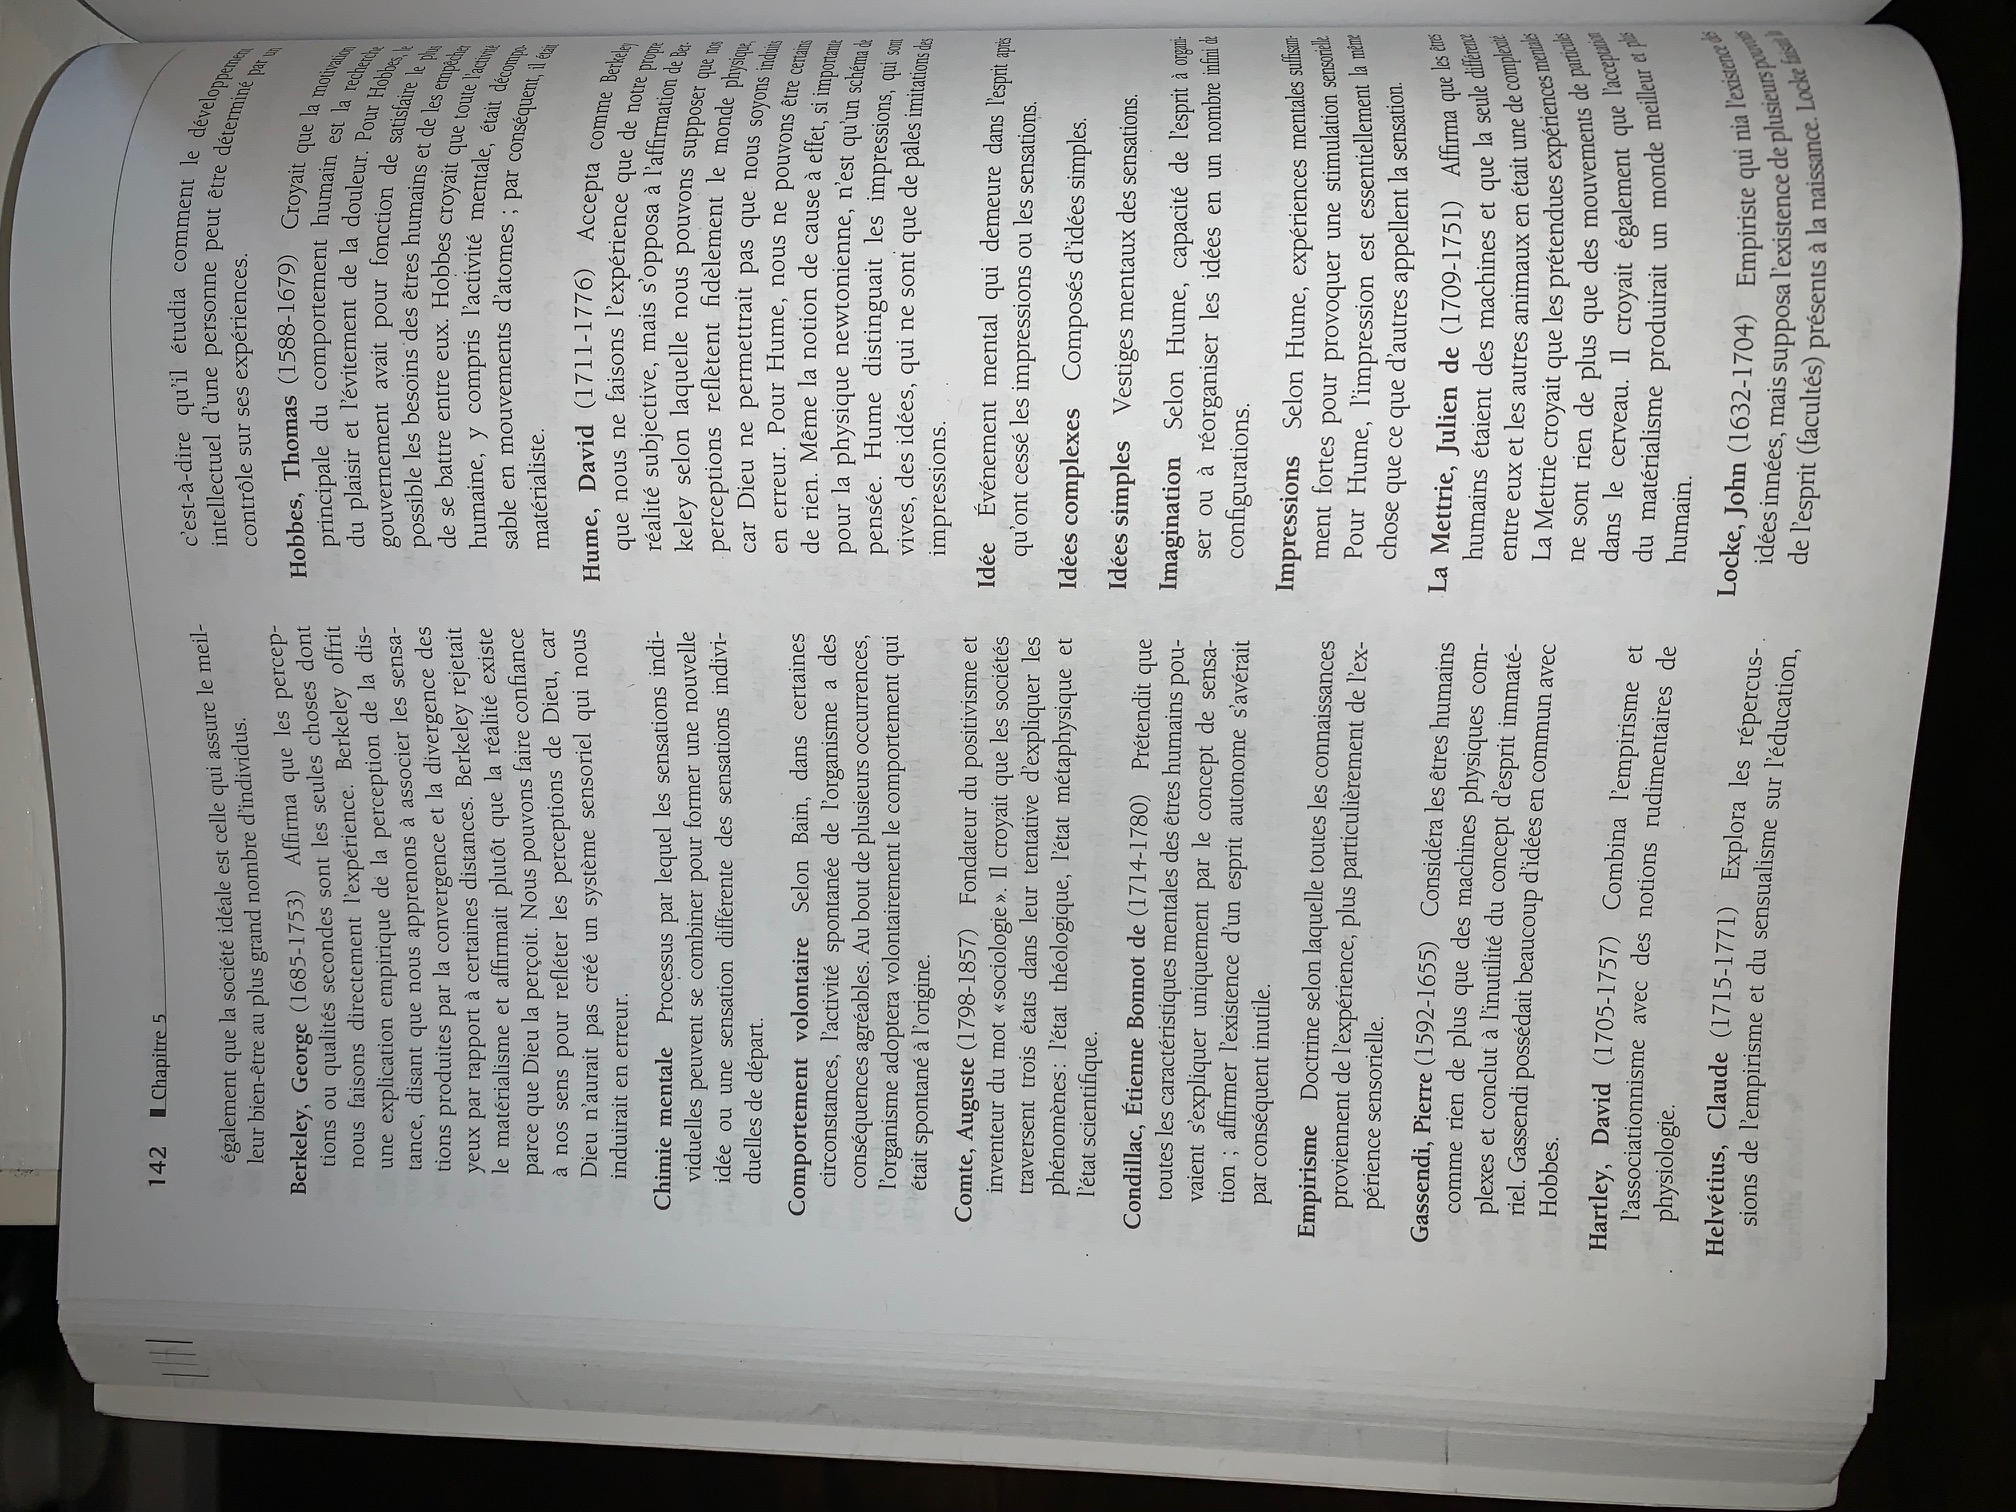 142 Chapitre 5
également que la société idéale est celle qui assure le meil-
leur bien-être au plus grand nombre d'individus.
Berkeley, George (1685-1753) Affirma que les percep-
tions ou qualités secondes sont les seules choses dont
nous faisons directement l'expérience. Berkeley offrit
une explication empirique de la perception de la dis-
tance, disant que nous apprenons à associer les sensa-
tions produites par la convergence et la divergence des
yeux par rapport à certaines distances. Berkeley rejetait
le matérialisme et affirmait plutôt que la réalité existe
parce que Dieu la perçoit. Nous pouvons faire confiance
à nos sens pour refléter les perceptions de Dieu, car
Dieu n'aurait pas créé un système sensoriel qui nous
induirait en erreur.
Chimie mentale Processus par lequel les sensations indi-
viduelles peuvent se combiner pour former une nouvelle
idée ou une sensation différente des sensations indivi-
duelles de départ.
Comportement volontaire Selon Bain, dans certaines
circonstances, l'activité spontanée de l'organisme a des
conséquences agréables. Au bout de plusieurs occurrences,
l'organisme adoptera volontairement le comportement qui
était spontané à l'origine.
Comte, Auguste (1798-1857) Fondateur du positivisme et
inventeur du mot « sociologie ». Il croyait que les sociétés
traversent trois états dans leur tentative d'expliquer les
phénomènes : l'état théologique, l'état métaphysique et
l'état scientifique.
Condillac, Étienne Bonnot de (1714-1780) Prétendit que
toutes les caractéristiques mentales des êtres humains pou-
vaient s'expliquer uniquement par le concept de sensa-
tion ; affirmer l'existence d'un esprit autonome s'avérait
par conséquent inutile.
Empirisme Doctrine selon laquelle toutes les connaissances
proviennent de l'expérience, plus particulièrement de l'ex-
périence sensorielle.
Gassendi, Pierre (1592-1655) Considéra les êtres humains
comme rien de plus que des machines physiques com-
plexes et conclut à l'inutilité du concept d'esprit immaté-
riel. Gassendi possédait beaucoup d'idées en commun avec
Hobbes.
Hartley, David (1705-1757) Combina l'empirisme et
l'associationnisme avec des notions rudimentaires de
physiologie.
Helvétius, Claude (1715-1771) Explora les répercus-
sions de l'empirisme et du sensualisme sur l'éducation,
c'est-à-dire qu'il étudia comment le développement
intellectuel d'une personne peut être déterminé par un
contrôle sur ses expériences.
Hobbes, Thomas (1588-1679) Croyait que la motivation
principale du comportement humain est la recherche
du plaisir et l'évitement de la douleur. Pour Hobbes, le
gouvernement avait pour fonction de satisfaire le plus
possible les besoins des êtres humains et de les empêcher
de se battre entre eux. Hobbes croyait que toute l'activité
humaine, y compris l'activité mentale, était décompo-
sable en mouvements d'atomes ; par conséquent, il était
matérialiste.
Hume, David (1711-1776) Accepta comme Berkeley
que nous ne faisons l'expérience que de notre propre
réalité subjective, mais s'opposa à l'affirmation de Ber-
keley selon laquelle nous pouvons supposer que nos
perceptions reflètent fidèlement le monde physique,
car Dieu ne permettrait pas que nous soyons induits
en erreur. Pour Hume, nous ne pouvons être certains
de rien. Même la notion de cause à effet, si importante
pour la physique newtonienne, n'est qu'un schéma de
pensée. Hume distinguait les impressions, qui sont
vives, des idées, qui ne sont que de pâles imitations des
impressions.
Idée Événement mental qui demeure dans l'esprit après
qu'ont cessé les impressions ou les sensations.
Idées complexes Composés d'idées simples.
Idées simples Vestiges mentaux des sensations.
Imagination Selon Hume, capacité de l'esprit à organi-
ser ou à réorganiser les idées en un nombre infini de
configurations.
Impressions Selon Hume, expériences mentales suffisam-
ment fortes pour provoquer une stimulation sensorielle.
Pour Hume, l'impression est essentiellement la même
chose que ce que d'autres appellent la sensation.
La Mettrie, Julien de (1709-1751) Affirma que les êtres
humains étaient des machines et que la seule différence
entre eux et les autres animaux en était une de complexité.
La Mettrie croyait que les prétendues expériences mentales
ne sont rien de plus que des mouvements de particules
dans le cerveau. Il croyait également que l'acceptation
du matérialisme produirait un monde meilleur et plus
humain.
Locke, John (1632-1704) Empiriste qui nia l'existence des
idées innées, mais supposa l'existence de plusieurs pouvoirs
de l'esprit (facultés) présents à la naissance. Locke faisait la